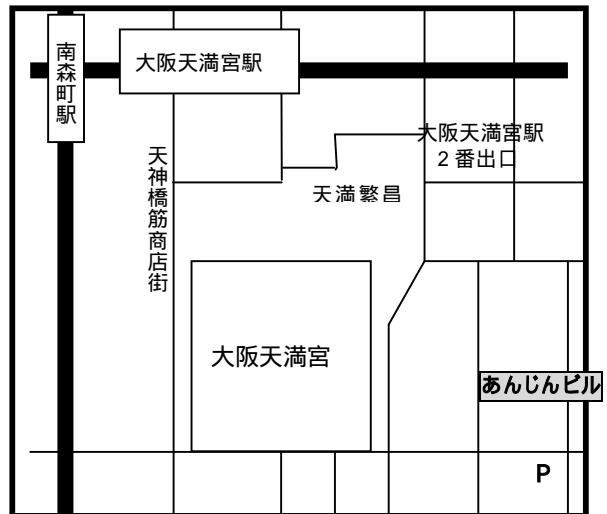 南森町駅
大阪天満宮駅
大阪天満宮駅
2番出口
天神橋筋商店街
天満繁昌
大阪天満宮
あんじんビル
P